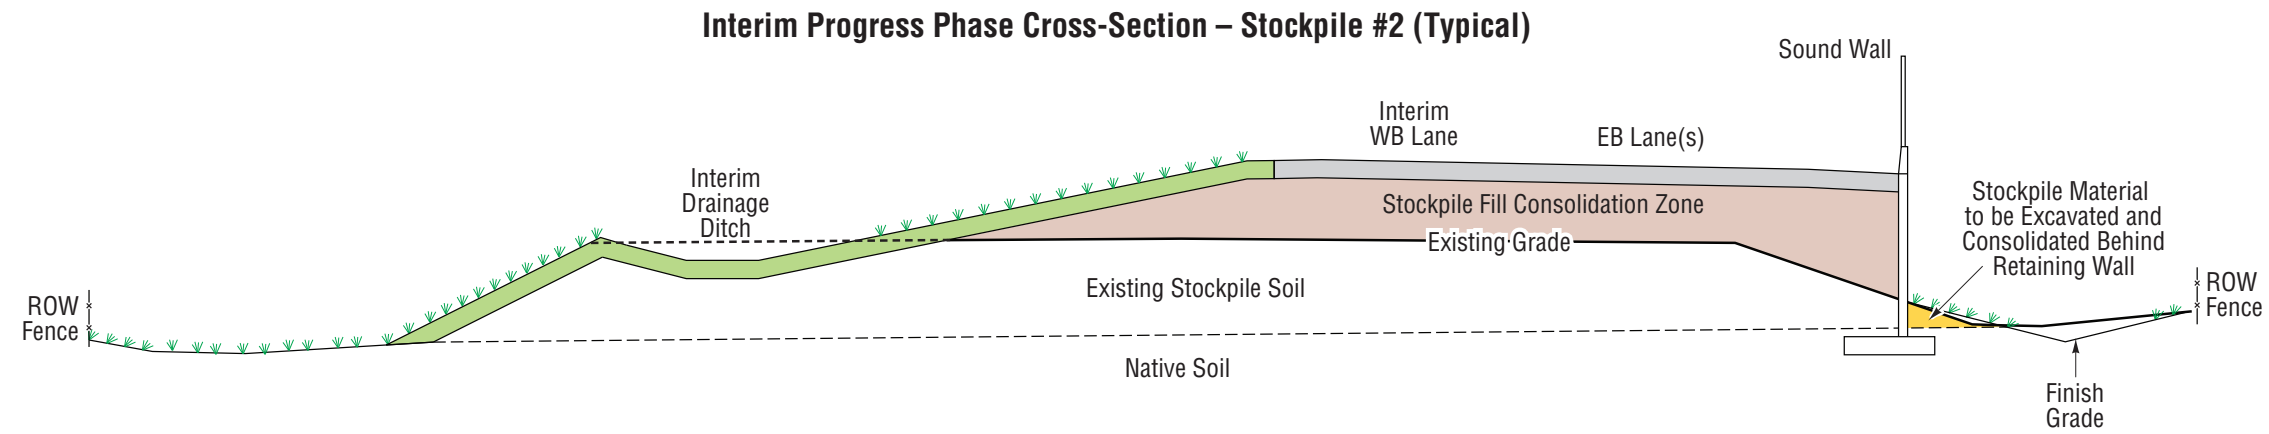 Interim Progress Phase Cross-Section – Stockpile #2 (Typical)
Sound Wall
Interim
WB Lane
EB Lane(s)
Interim
Drainage
Ditch
Stockpile Fill Consolidation Zone
Stockpile Material
to be Excavated and
Consolidated Behind
Retaining Wall
Existing Grade
Existing Stockpile Soil
ROW
Fence
ROW
Fence
Native Soil
Finish
Grade